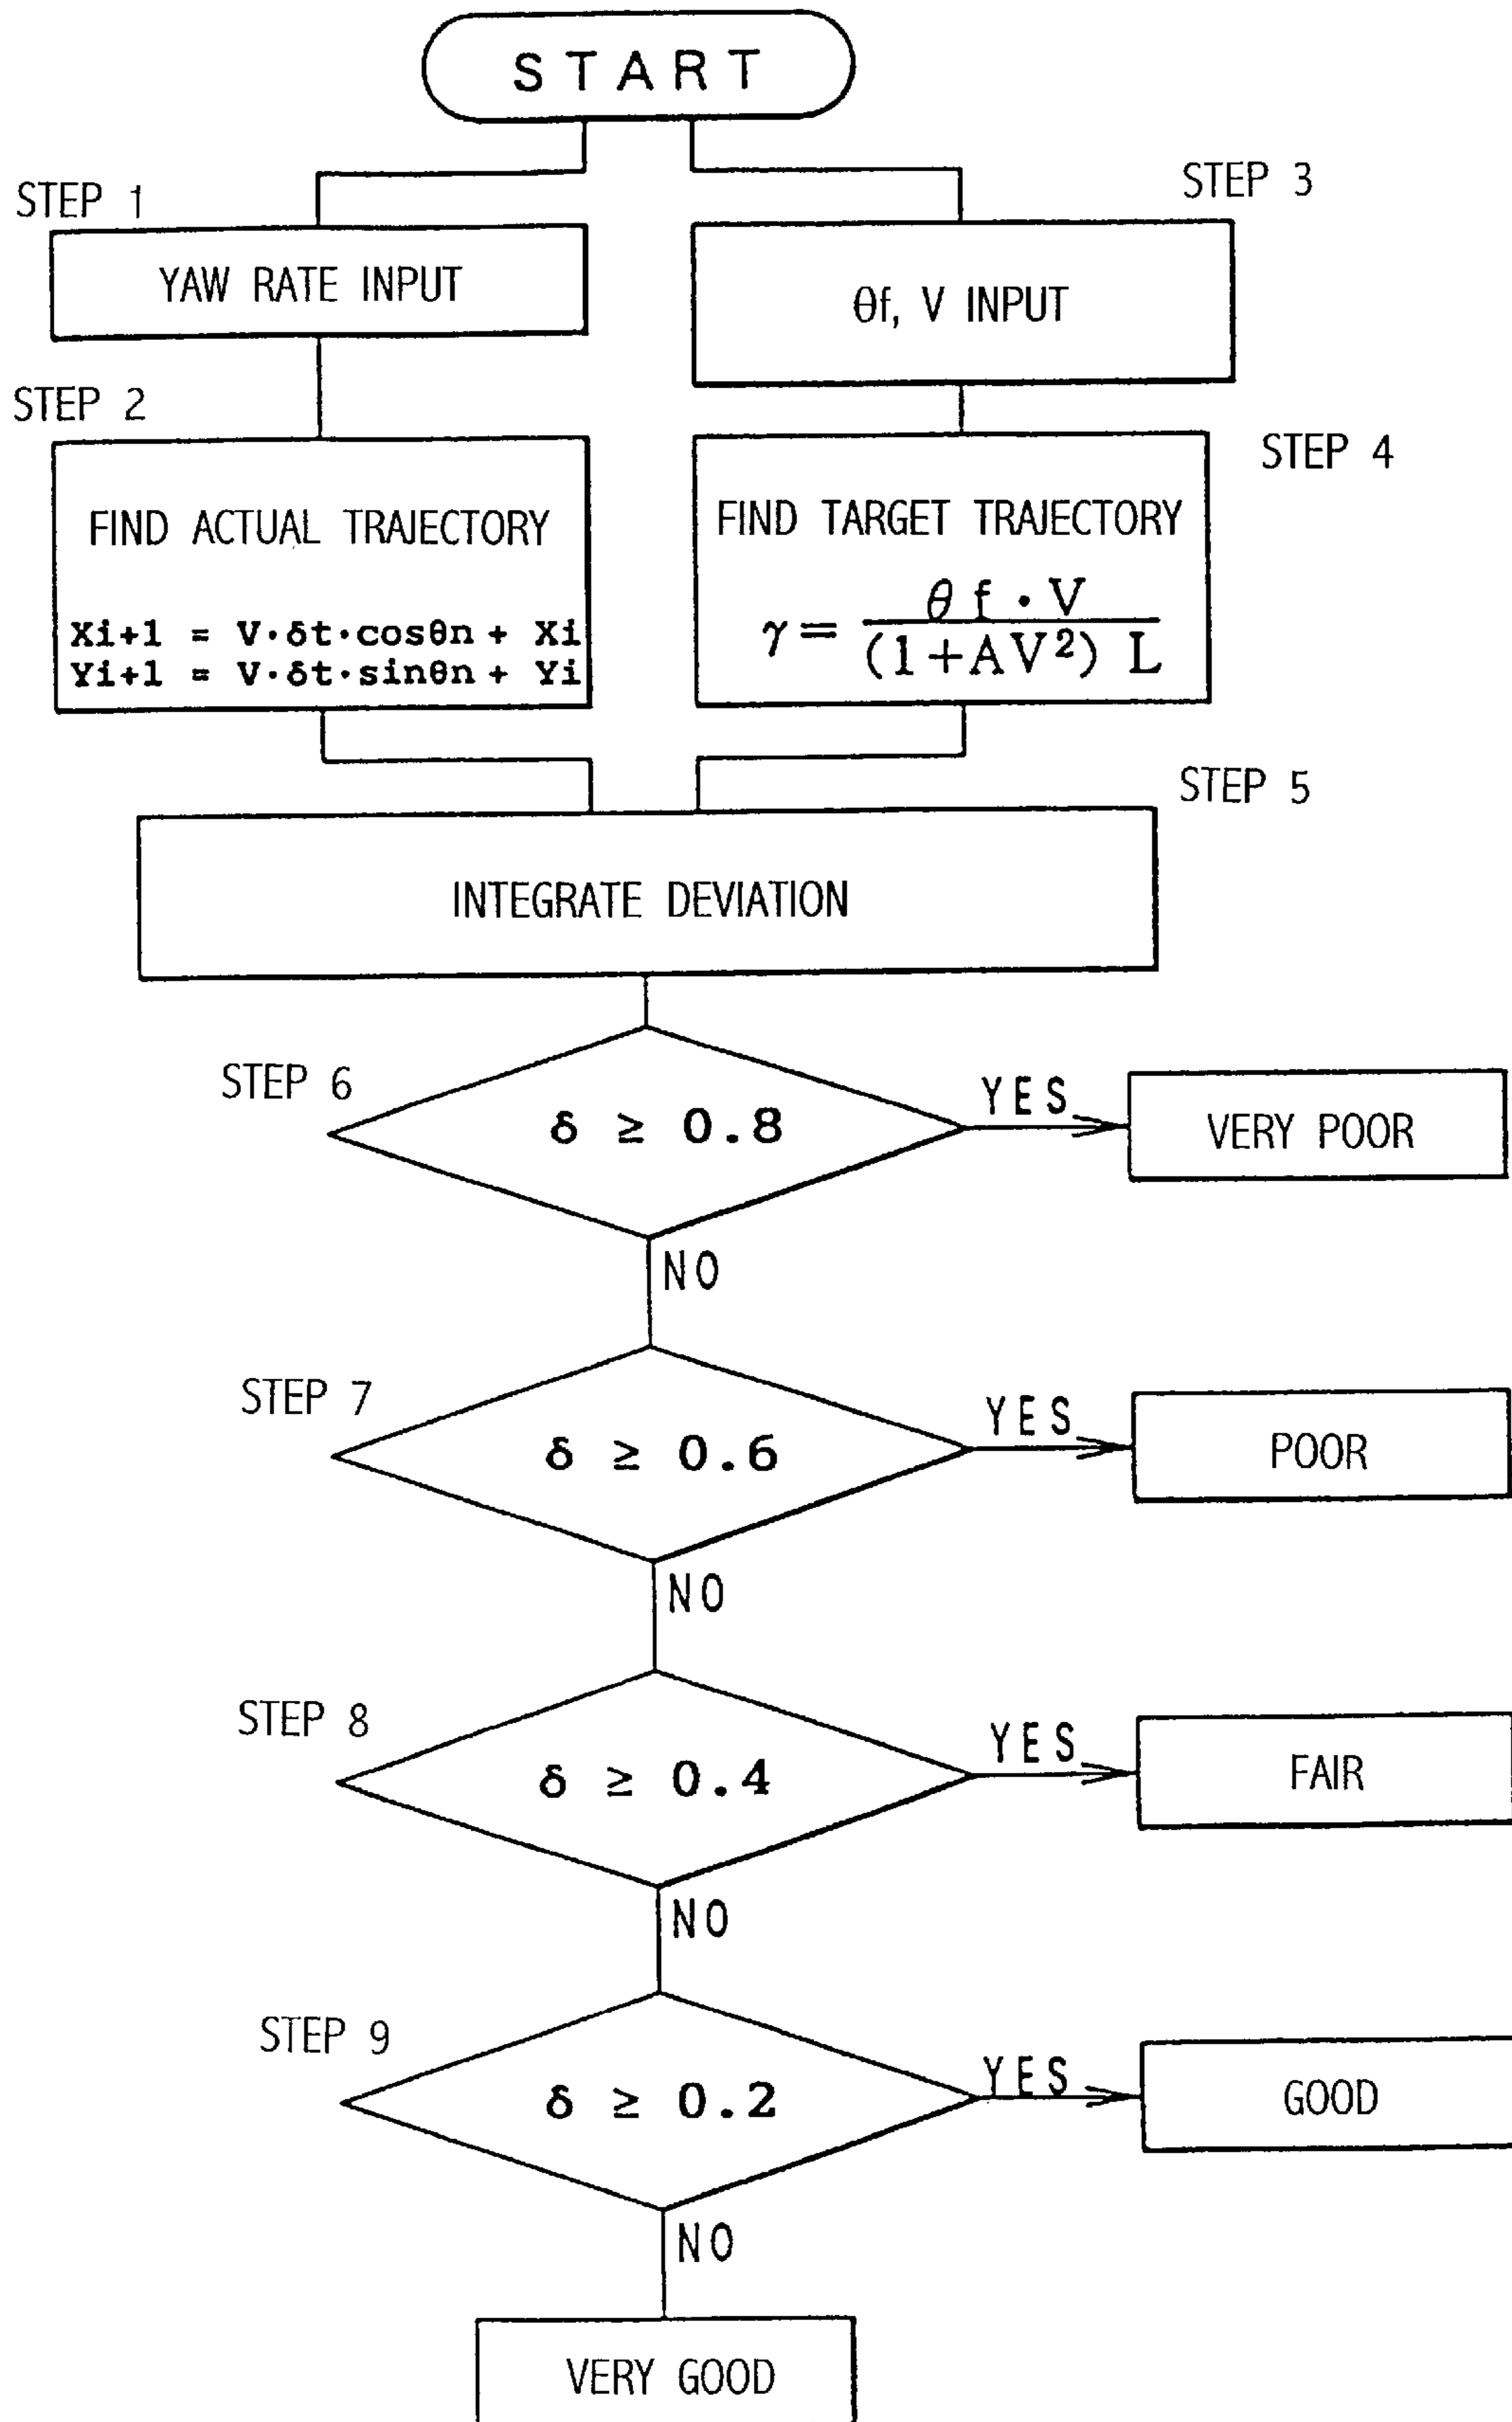 START
STEP 1
YAW RATE INPUT
STEP 3
θf, V INPUT
STEP 2
FIND ACTUAL TRAJECTORY
Xi+1 = V·δt·cosθn + Xi
Yi+1 = V·δt·sinθn + Yi
STEP 4
FIND TARGET TRAJECTORY
γ = θf · V
(1+AV²) L
STEP 5
INTEGRATE DEVIATION
STEP 6
δ ≥ 0.8
YES
VERY POOR
NO
STEP 7
δ ≥ 0.6
YES
POOR
NO
STEP 8
δ ≥ 0.4
YES
FAIR
NO
STEP 9
δ ≥ 0.2
YES
GOOD
NO
VERY GOOD